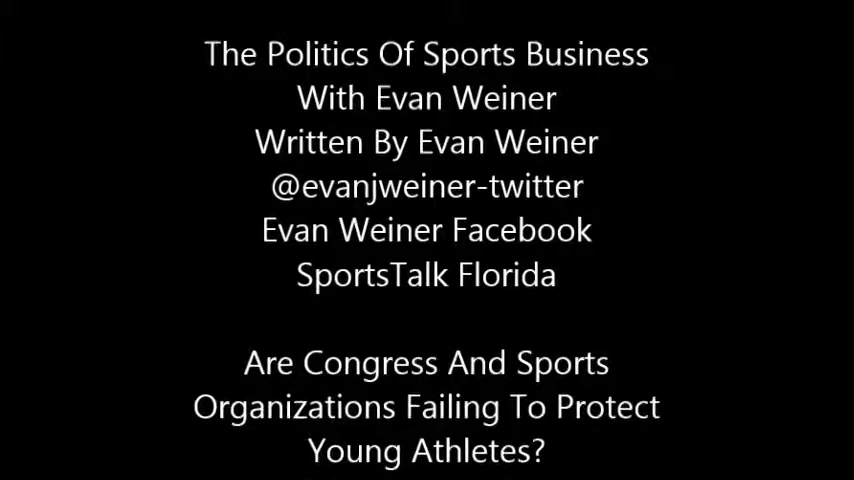 The Politics Of Sports Business
With Evan Weiner
Written By Evan Weiner
@evanjweiner-twitter
Evan Weiner Facebook
SportsTalk Florida
Are Congress And Sports
Organizations Failing To Protect
Young Athletes?